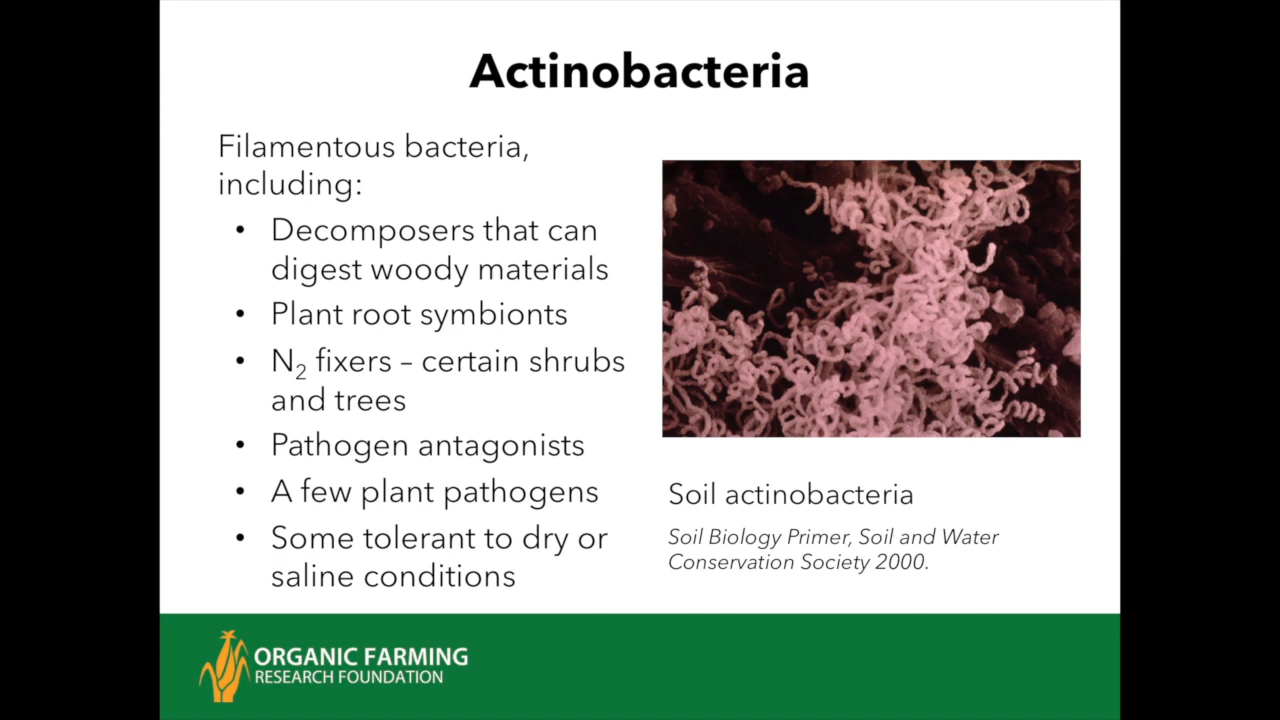 Actinobacteria
Filamentous bacteria,
including:
• Decomposers that can
digest woody materials
• Plant root symbionts
• N₂ fixers – certain shrubs
and trees
• Pathogen antagonists
• A few plant pathogens
• Some tolerant to dry or
saline conditions
Soil actinobacteria
Soil Biology Primer, Soil and Water
Conservation Society 2000.
ORGANIC FARMING
RESEARCH FOUNDATION